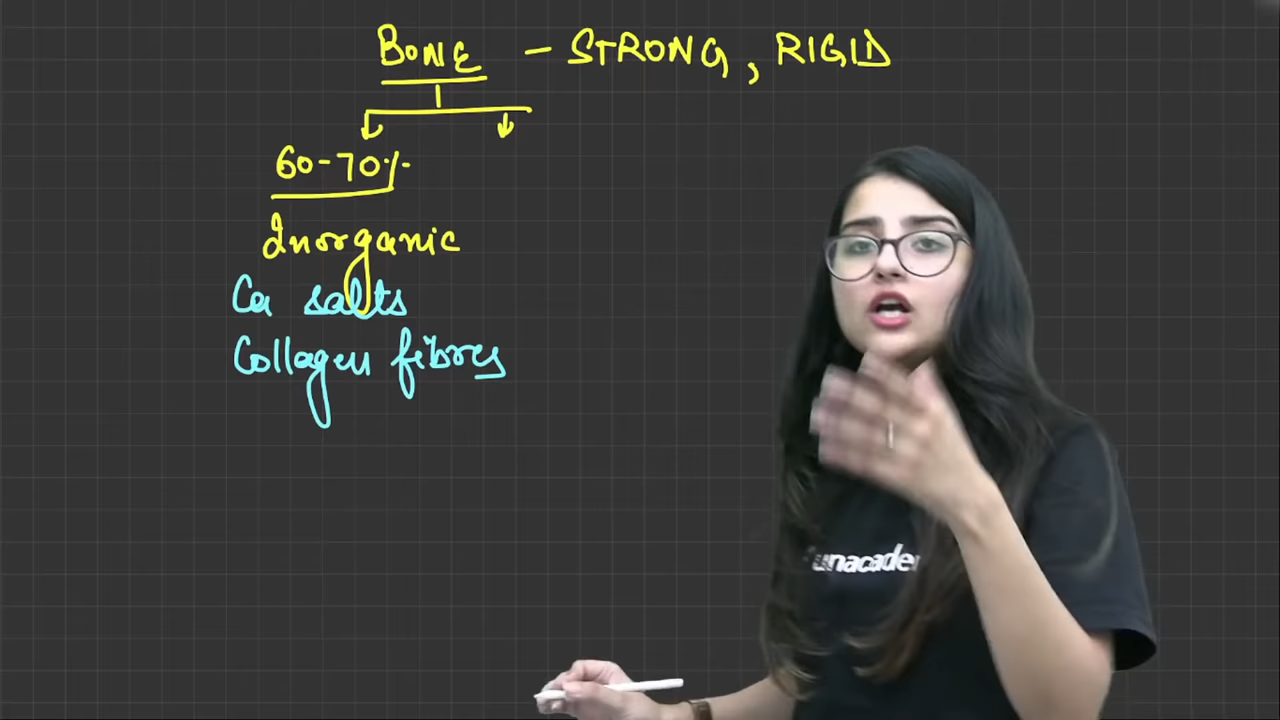 BONE - STRONG, RIGID
60-70%
Inorganic
Ca salts
Collagen fibres
unacade